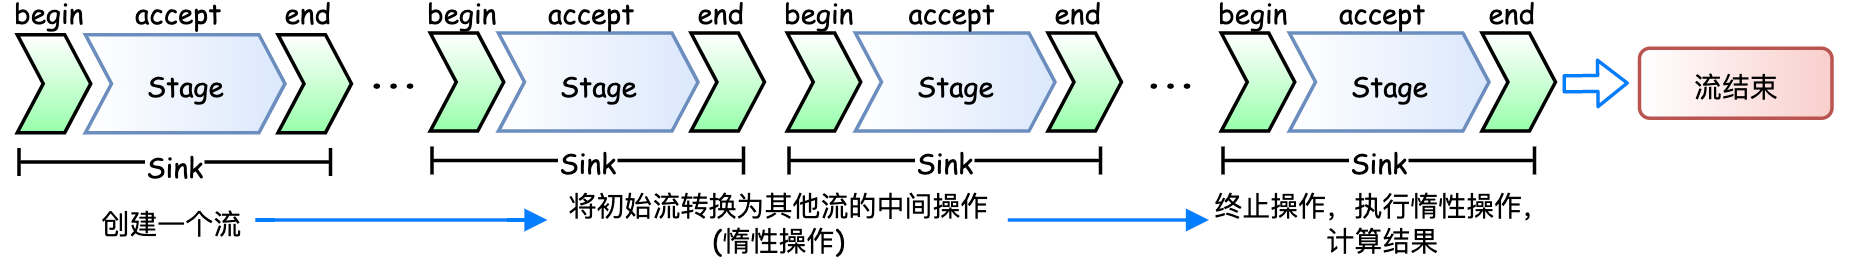 begin accept end begin accept end begin accept end begin accept end
Stage ... Stage Stage ... Stage 流结束
Sink Sink Sink Sink
创建一个流
将初始流转换为其他流的中间操作
(惰性操作)
终止操作，执行惰性操作，
计算结果